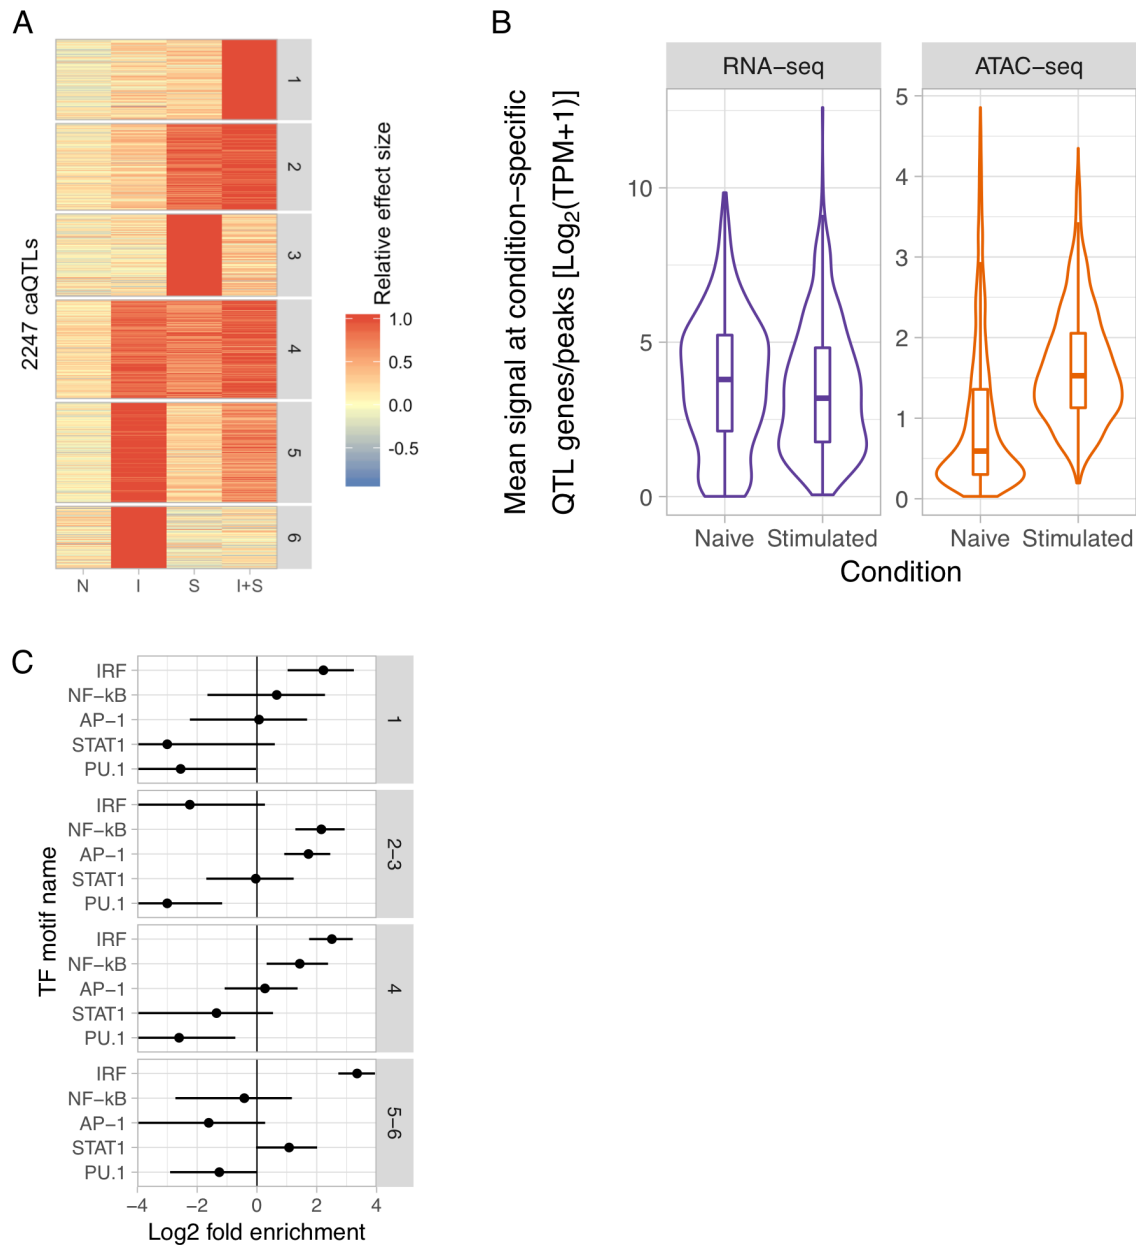 A
2247 caQTLs
1
2
3
4
5
6
N I S I+S
Relative effect size
1.0
0.5
0.0
-0.5
B
Mean signal at condition−specific
QTL genes/peaks [Log2(TPM+1)]
RNA−seq
ATAC−seq
10
5
0
5
4
3
2
1
0
Naive Stimulated
Naive Stimulated
Condition
C
TF motif name
IRF
NF−kB
AP−1
STAT1
PU.1
1
IRF
NF−kB
AP−1
STAT1
PU.1
2−3
IRF
NF−kB
AP−1
STAT1
PU.1
4
IRF
NF−kB
AP−1
STAT1
PU.1
5−6
−4 −2 0 2 4
Log2 fold enrichment